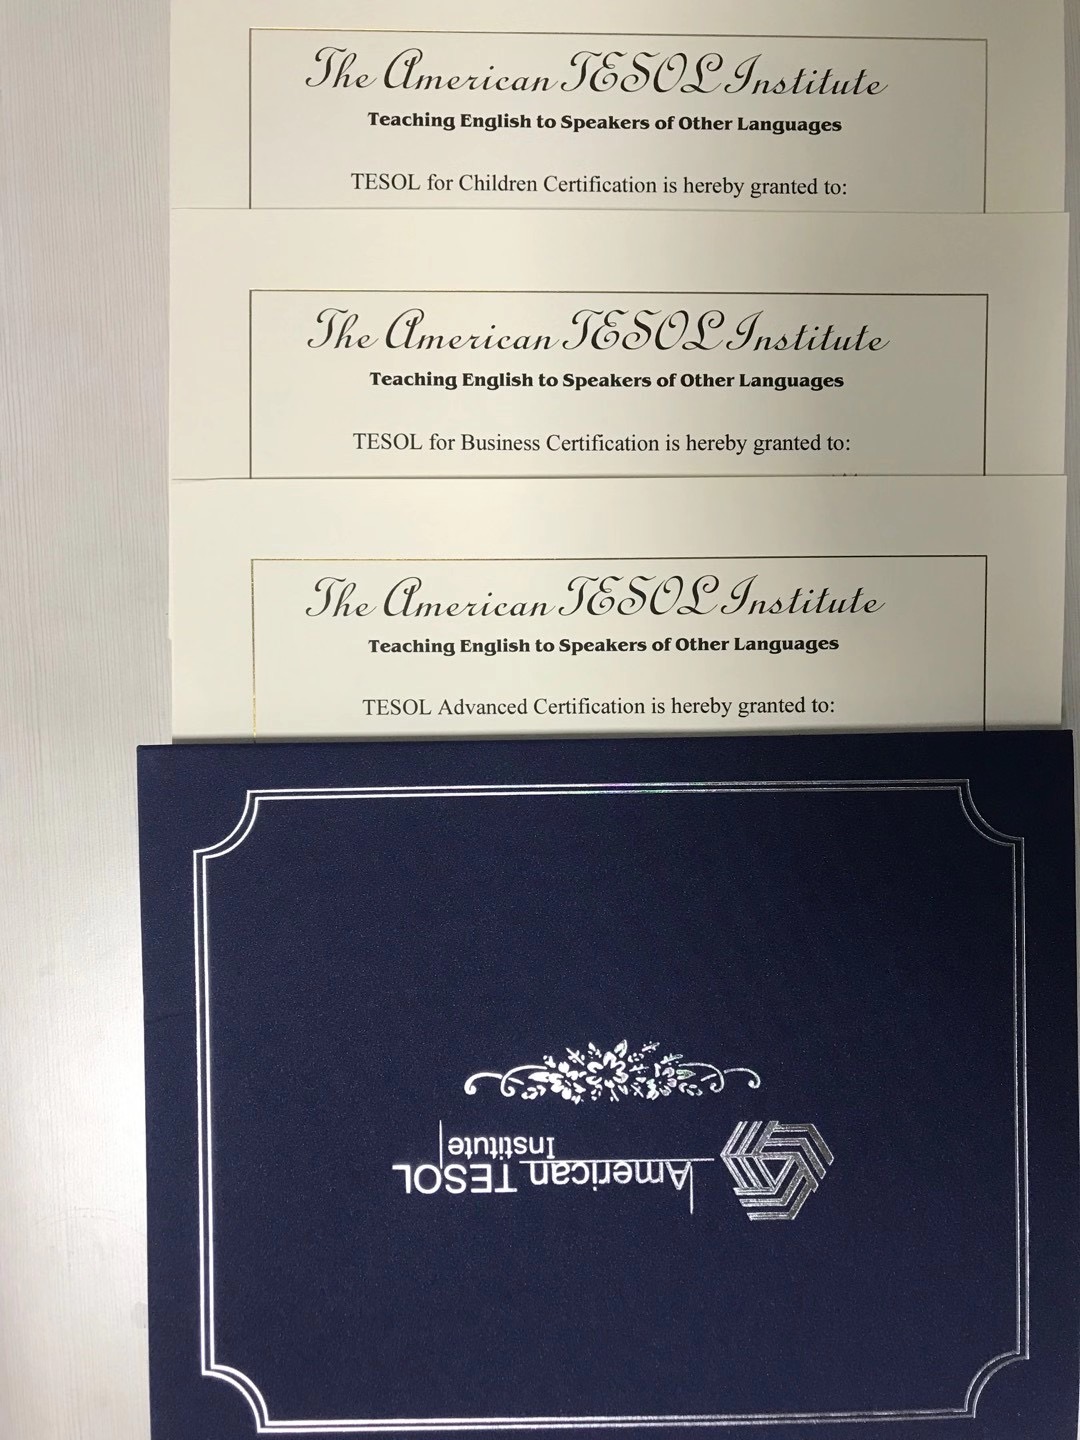 The American TESOL Institute
Teaching English to Speakers of Other Languages
TESOL for Children Certification is hereby granted to:
The American TESOL Institute
Teaching English to Speakers of Other Languages
TESOL for Business Certification is hereby granted to:
The American TESOL Institute
Teaching English to Speakers of Other Languages
TESOL Advanced Certification is hereby granted to:
American TESOL
Institute